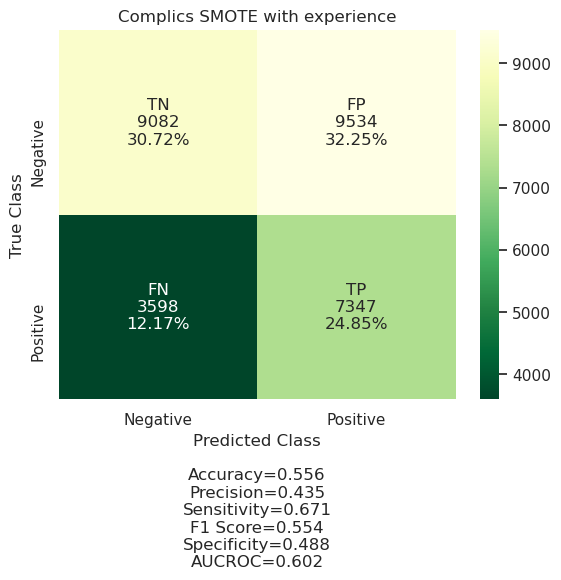 Complics SMOTE with experience
True Class
Negative
Positive
TN
9082
30.72%
FP
9534
32.25%
FN
3598
12.17%
TP
7347
24.85%
9000
8000
7000
6000
5000
4000
Negative
Positive
Predicted Class
Accuracy=0.556
Precision=0.435
Sensitivity=0.671
F1 Score=0.554
Specificity=0.488
AUCROC=0.602